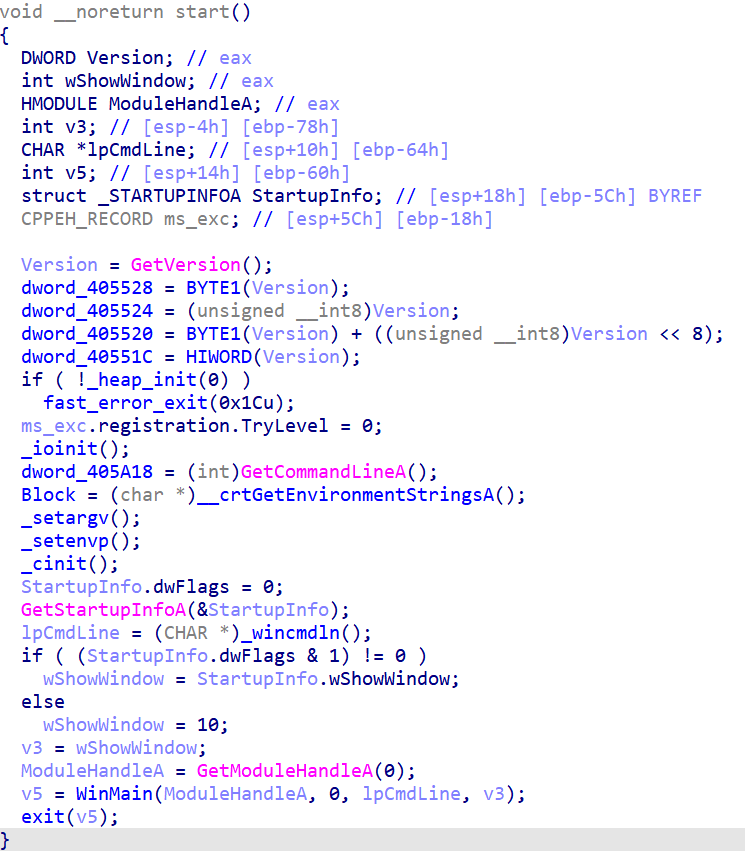 void __noreturn start()
{
  DWORD Version; // eax
  int wShowWindow; // eax
  HMODULE ModuleHandleA; // eax
  int v3; // [esp-4h] [ebp-78h]
  CHAR *lpCmdLine; // [esp+10h] [ebp-64h]
  int v5; // [esp+14h] [ebp-60h]
  struct _STARTUPINFOA StartupInfo; // [esp+18h] [ebp-5Ch] BYREF
  CPPEH_RECORD ms_exc; // [esp+5Ch] [ebp-18h]

  Version = GetVersion();
  dword_405528 = BYTE1(Version);
  dword_405524 = (unsigned __int8)Version;
  dword_405520 = BYTE1(Version) + ((unsigned __int8)Version << 8);
  dword_40551C = HIWORD(Version);
  if ( !_heap_init(0) )
    fast_error_exit(0x1Cu);
  ms_exc.registration.TryLevel = 0;
  _ioinit();
  dword_405A18 = (int)GetCommandLineA();
  Block = (char *)__crtGetEnvironmentStringsA();
  _setargv();
  _setenvp();
  _cinit();
  StartupInfo.dwFlags = 0;
  GetStartupInfoA(&StartupInfo);
  lpCmdLine = (CHAR *)_wincmdln();
  if ( (StartupInfo.dwFlags & 1) != 0 )
    wShowWindow = StartupInfo.wShowWindow;
  else
    wShowWindow = 10;
  v3 = wShowWindow;
  ModuleHandleA = GetModuleHandleA(0);
  v5 = WinMain(ModuleHandleA, 0, lpCmdLine, v3);
  exit(v5);
}